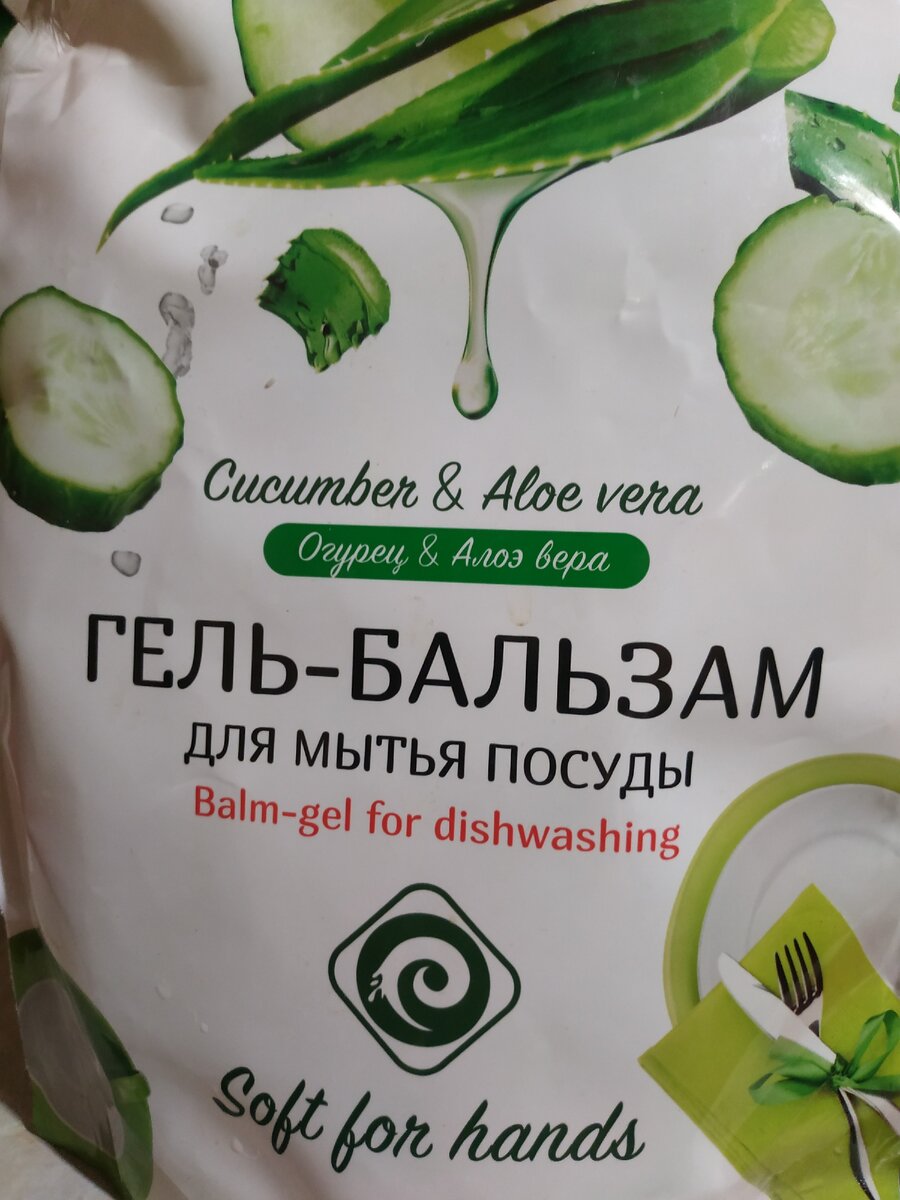 Cucumber & Aloe vera
Огурец & Алоэ вера
ГЕЛЬ-БАЛЬЗАМ
ДЛЯ МЫТЬЯ ПОСУДЫ
Balm-gel for dishwashing
Soft for hands